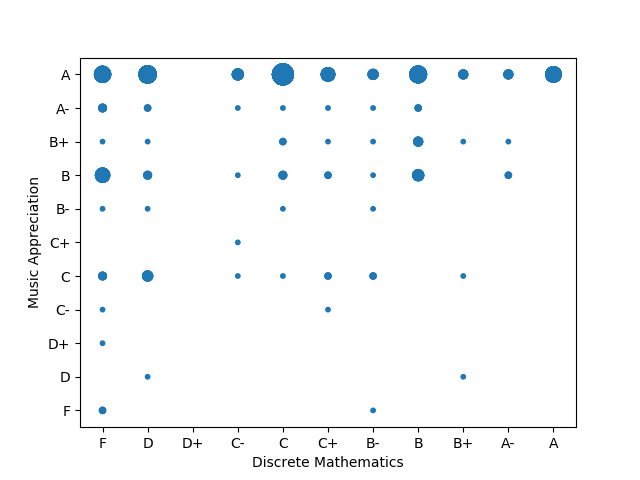 A
A-
B+
B
B-
C+
C
C-
D+
D
F
Music Appreciation
F D D+ C- C C+ B- B B+ A- A
Discrete Mathematics